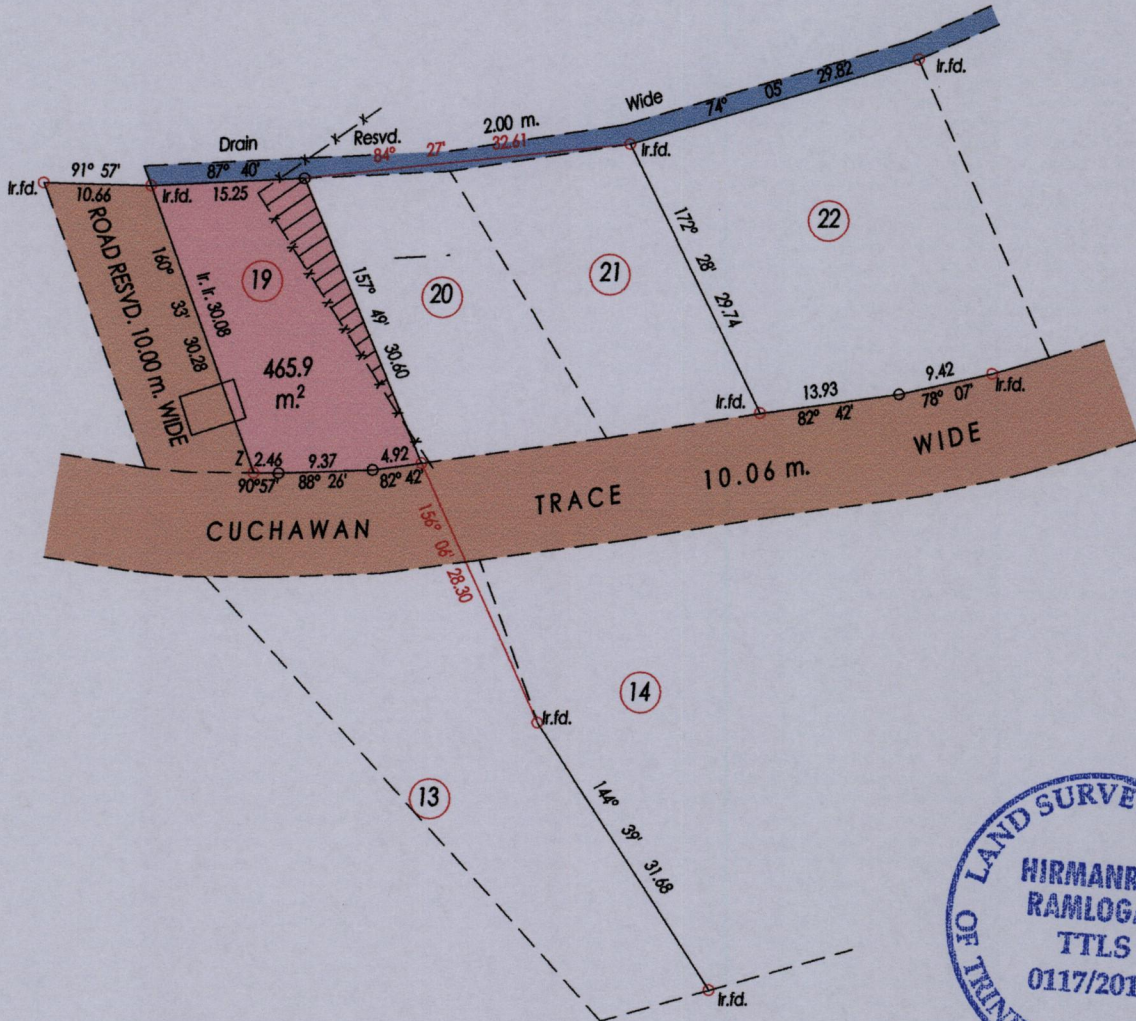 Ir.fd.
29.82
05'
74°
Wide
2.00 m.
Drain
Resvd.
84° 27' 32.61
Ir.fd.
91° 57'
87° 40'
Ir.fd.
10.66
Ir.fd.
15.25
ROAD RESVD. 10.00 m. WIDE
160° 33' 30.28
Ir. Ir. 30.08
19
465.9
m.²
157° 49' 30.60
20
21
172° 28' 29.74
22
Ir.fd.
13.93
82° 42'
9.42
78° 07'
Ir.fd.
Z 2.46 9.37 4.92
90°57' 88° 26' 82° 42'
CUCHAWAN TRACE 10.06 m. WIDE
156° 06' 28.30
14
Ir.fd.
13
144° 39' 31.68
Ir.fd.
LAND
OF
TTLS